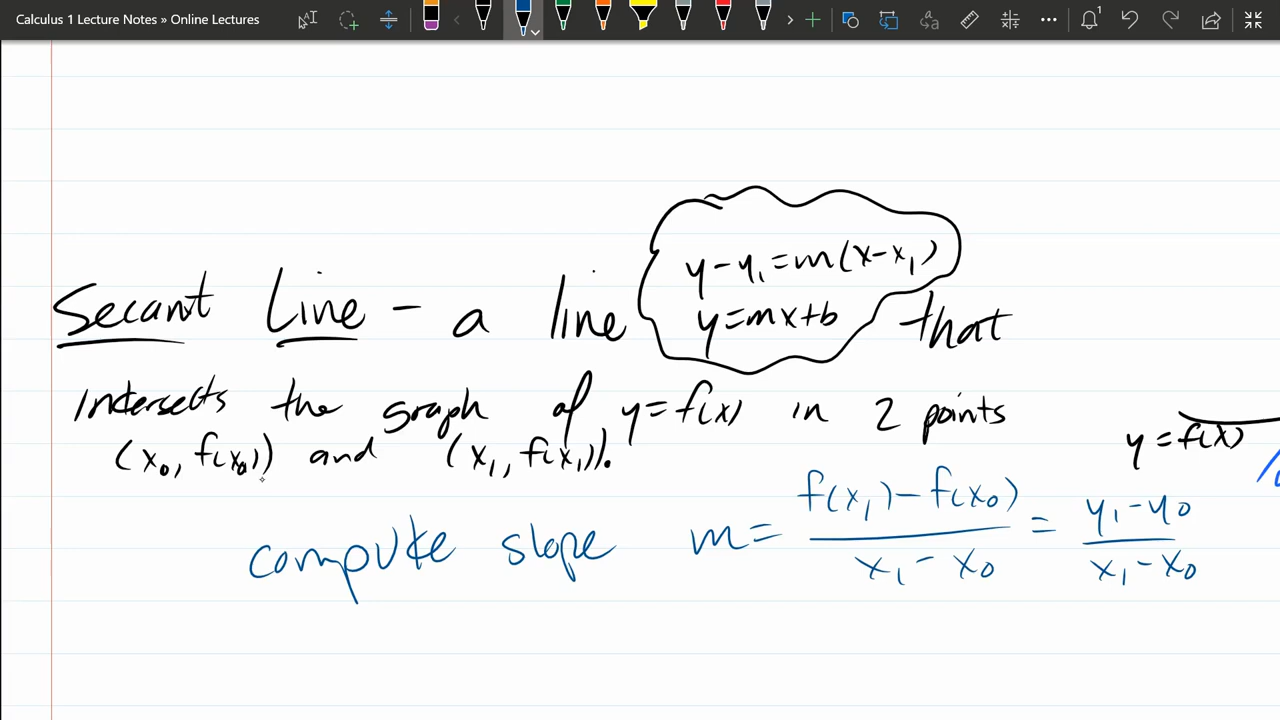 Calculus 1 Lecture Notes » Online Lectures
y-y₁=m(x-x₁)
Secant Line - a line y=mx+b that
intersects the graph of y=f(x) in 2 points
(x₀, f(x₀)) and (x₁, f(x₁)).
y=f(x)
compute slope m= (f(x₁)-f(x₀))/(x₁-x₀) = (y₁-y₀)/(x₁-x₀)